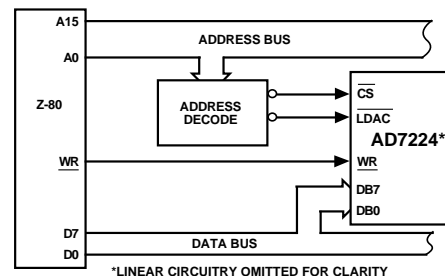 A15
ADDRESS BUS
A0
Z-80
ADDRESS
DECODE
CS
LDAC
AD7224*
WR
WR
DB7
DB0
D7
DATA BUS
D0
*LINEAR CIRCUITRY OMITTED FOR CLARITY